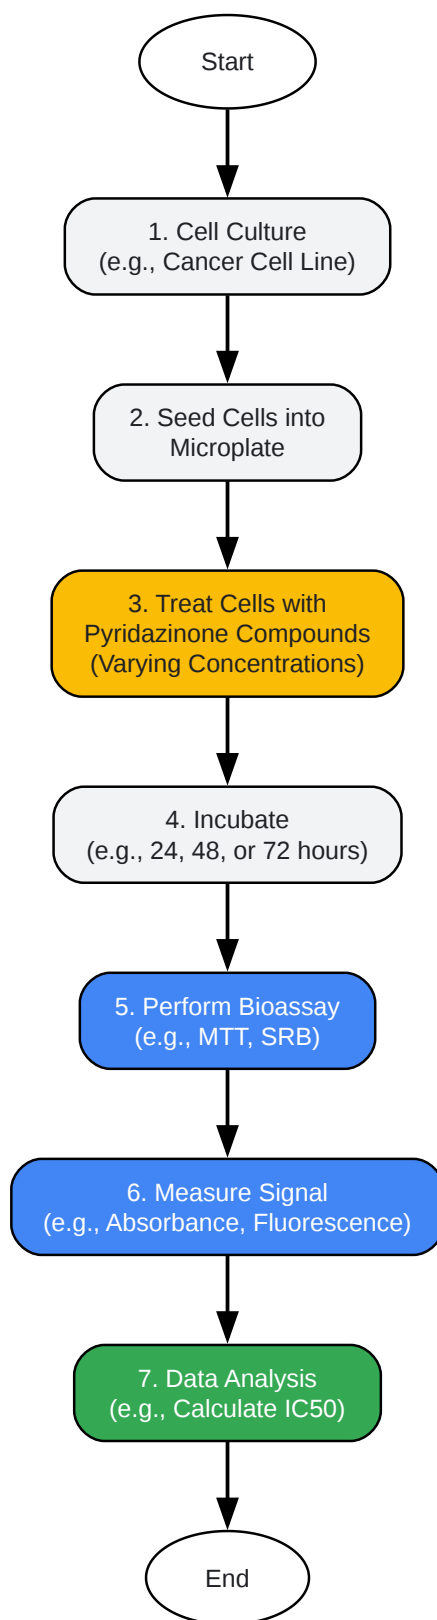 Start
1. Cell Culture
(e.g., Cancer Cell Line)
2. Seed Cells into
Microplate
3. Treat Cells with
Pyridazinone Compounds
(Varying Concentrations)
4. Incubate
(e.g., 24, 48, or 72 hours)
5. Perform Bioassay
(e.g., MTT, SRB)
6. Measure Signal
(e.g., Absorbance, Fluorescence)
7. Data Analysis
(e.g., Calculate IC50)
End